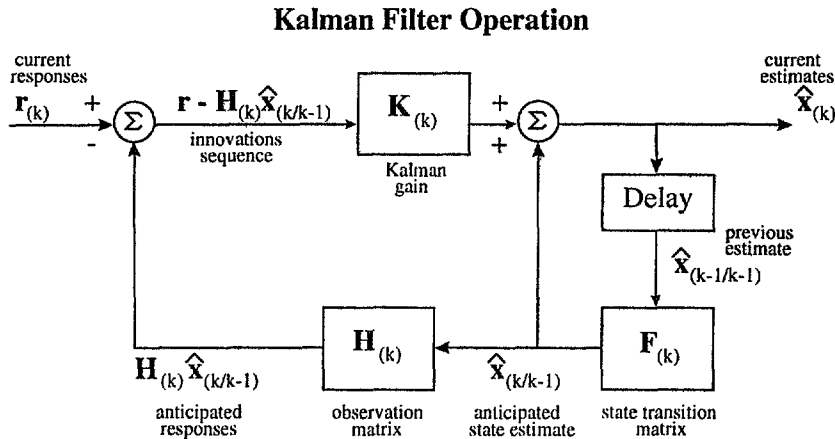 Kalman Filter Operation
current
responses
r(k)
+
-
Σ
r - H(k) x̂(k/k-1)
innovations
sequence
K(k)
Kalman
gain
+
+
Σ
current
estimates
x̂(k)
Delay
previous
estimate
x̂(k-1/k-1)
F(k)
state transition
matrix
x̂(k/k-1)
anticipated
state estimate
H(k)
observation
matrix
H(k) x̂(k/k-1)
anticipated
responses